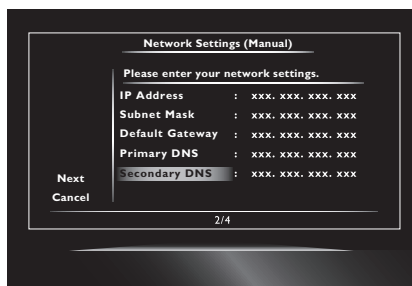 Network Settings (Manual)
Please enter your network settings.
IP Address : xxx. xxx. xxx. xxx
Subnet Mask : xxx. xxx. xxx. xxx
Default Gateway : xxx. xxx. xxx. xxx
Primary DNS : xxx. xxx. xxx. xxx
Secondary DNS : xxx. xxx. xxx. xxx
Next
Cancel
2/4